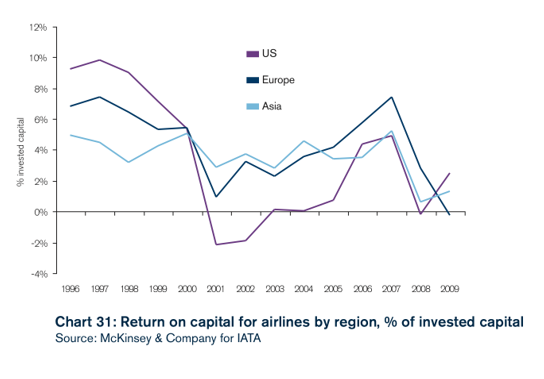 12%
10%
8%
6%
4%
2%
0%
-2%
-4%
% invested capital
US
Europe
Asia
1996 1997 1998 1999 2000 2001 2002 2003 2004 2005 2006 2007 2008 2009
Chart 31: Return on capital for airlines by region, % of invested capital
Source: McKinsey & Company for IATA